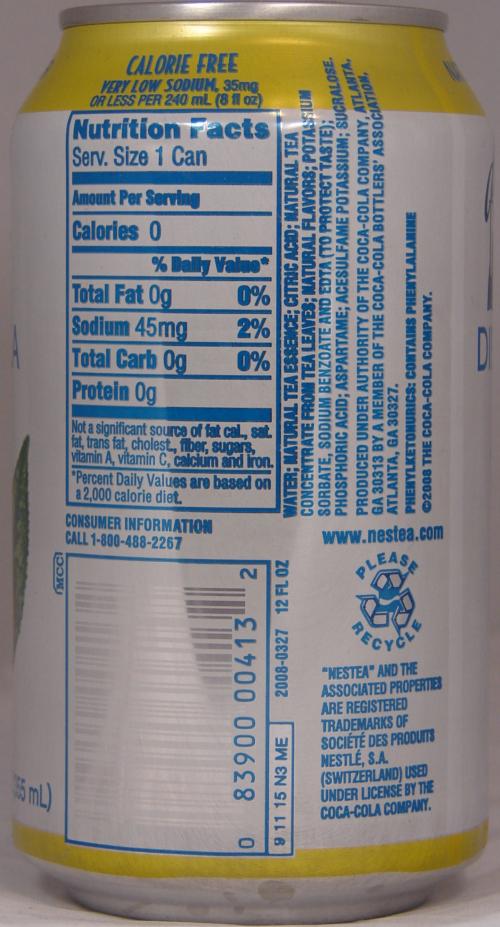 CALORIE FREE
VERY LOW SODIUM, 35mg
OR LESS PER 240 mL (8 fl oz)
Nutrition Facts
Serv. Size 1 Can
Amount Per Serving
Calories 0
% Daily Value*
Total Fat 0g 0%
Sodium 45mg 2%
Total Carb 0g 0%
Protein 0g
Not a significant source of fat cal., sat.
fat, trans fat, cholest., fiber, sugars,
vitamin A, vitamin C, calcium and iron.
*Percent Daily Values are based on
a 2,000 calorie diet.
WATER; NATURAL TEA ESSENCE; CITRIC ACID; NATURAL TEA
CONCENTRATE FROM TEA LEAVES; NATURAL FLAVORS; POTASSIUM
SORBATE, SODIUM BENZOATE AND EDTA (TO PROTECT TASTE);
PHOSPHORIC ACID; ASPARTAME; ACESULFAME POTASSIUM; SUCRALOSE.
PRODUCED UNDER AUTHORITY OF THE COCA-COLA COMPANY, ATLANTA,
GA 30313 BY A MEMBER OF THE COCA-COLA BOTTLERS' ASSOCIATION,
ATLANTA, GA 30327.
PHENYLKETONURICS: CONTAINS PHENYLALANINE
©2008 THE COCA-COLA COMPANY.
CONSUMER INFORMATION
CALL 1-800-488-2267
MCC
0 83900 00413 2
2008-0327 12 FL OZ
9 11 15 N3 ME
www.nestea.com
PLEASE
RECYCLE
"NESTEA" AND THE
ASSOCIATED PROPERTIES
ARE REGISTERED
TRADEMARKS OF
SOCIÉTÉ DES PRODUITS
NESTLÉ, S.A.
(SWITZERLAND) USED
UNDER LICENSE BY THE
COCA-COLA COMPANY.
A
55 mL)
DI